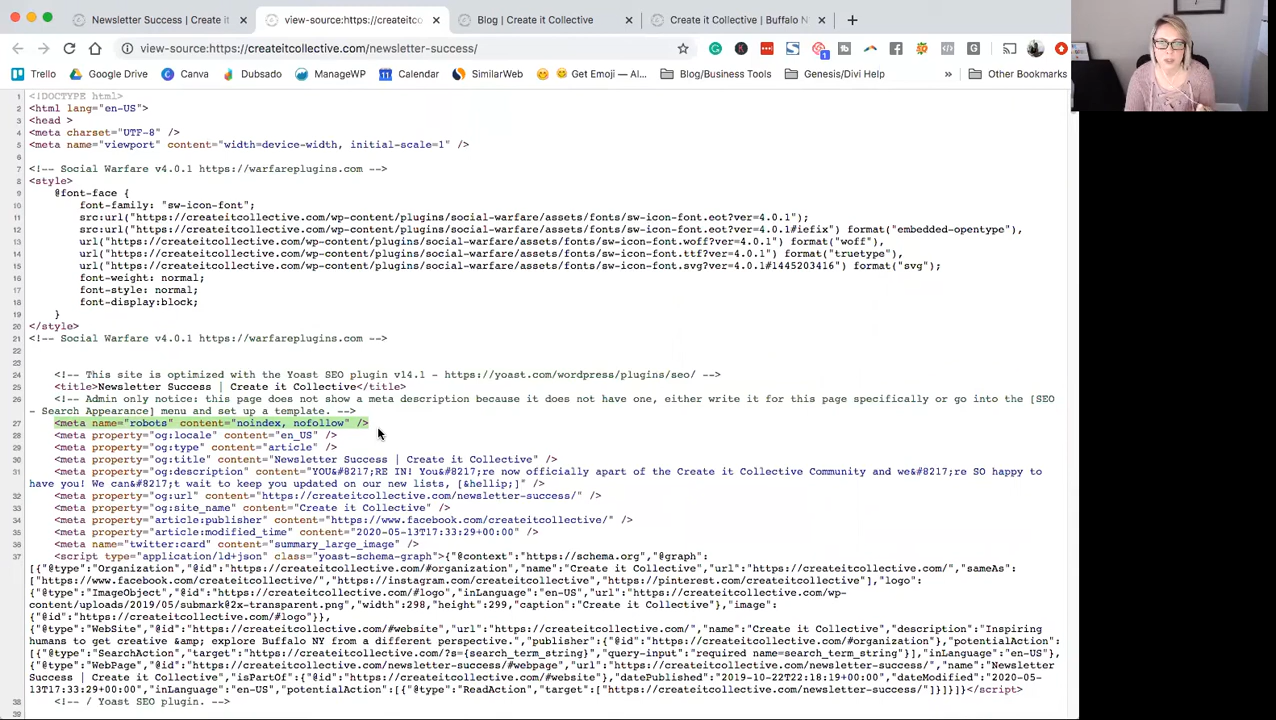 Newsletter Success | Create it
view-source:https://createitco
Blog | Create it Collective
Create it Collective | Buffalo N
view-source:https://createitcollective.com/newsletter-success/
Trello
Google Drive
Canva
Dubsado
ManageWP
Calendar
SimilarWeb
Get Emoji — Al...
Blog/Business Tools
Genesis/Divi Help
»
Other Bookmarks
1 <!DOCTYPE html>
2 <html lang="en-US">
3 <head >
4 <meta charset="UTF-8" />
5 <meta name="viewport" content="width=device-width, initial-scale=1" />
6
7 <!-- Social Warfare v4.0.1 https://warfareplugins.com -->
8 <style>
9 @font-face {
10 font-family: "sw-icon-font";
11 src:url("https://createitcollective.com/wp-content/plugins/social-warfare/assets/fonts/sw-icon-font.eot?ver=4.0.1");
12 src:url("https://createitcollective.com/wp-content/plugins/social-warfare/assets/fonts/sw-icon-font.eot?ver=4.0.1#iefix") format("embedded-opentype"),
13 url("https://createitcollective.com/wp-content/plugins/social-warfare/assets/fonts/sw-icon-font.woff?ver=4.0.1") format("woff"),
14 url("https://createitcollective.com/wp-content/plugins/social-warfare/assets/fonts/sw-icon-font.ttf?ver=4.0.1") format("truetype"),
15 url("https://createitcollective.com/wp-content/plugins/social-warfare/assets/fonts/sw-icon-font.svg?ver=4.0.1#1445203416") format("svg");
16 font-weight: normal;
17 font-style: normal;
18 font-display:block;
19 }
20 </style>
21 <!-- Social Warfare v4.0.1 https://warfareplugins.com -->
22
23
24 <!-- This site is optimized with the Yoast SEO plugin v14.1 - https://yoast.com/wordpress/plugins/seo/ -->
25 <title>Newsletter Success | Create it Collective</title>
26 <!-- Admin only notice: this page does not show a meta description because it does not have one, either write it for this page specifically or go into the [SEO
- Search Appearance] menu and set up a template. -->
27 <meta name="robots" content="noindex, nofollow" />
28 <meta property="og:locale" content="en_US" />
29 <meta property="og:type" content="article" />
30 <meta property="og:title" content="Newsletter Success | Create it Collective" />
31 <meta property="og:description" content="YOU&#8217;RE IN! You&#8217;re now officially apart of the Create it Collective Community and we&#8217;re SO happy to
have you! We can&#8217;t wait to keep you updated on our new lists, [&hellip;]" />
32 <meta property="og:url" content="https://createitcollective.com/newsletter-success/" />
33 <meta property="og:site_name" content="Create it Collective" />
34 <meta property="article:publisher" content="https://www.facebook.com/createitcollective/" />
35 <meta property="article:modified_time" content="2020-05-13T17:33:29+00:00" />
36 <meta name="twitter:card" content="summary_large_image" />
37 <script type="application/ld+json" class="yoast-schema-graph">{"@context":"https://schema.org","@graph":
[{"@type":"Organization","@id":"https://createitcollective.com/#organization","name":"Create it Collective","url":"https://createitcollective.com/","sameAs":
["https://www.facebook.com/createitcollective/","https://instagram.com/createitcollective","https://pinterest.com/createitcollective"],"logo":
{"@type":"ImageObject","@id":"https://createitcollective.com/#logo","inLanguage":"en-US","url":"https://createitcollective.com/wp-
content/uploads/2019/05/submark@2x-transparent.png","width":298,"height":299,"caption":"Create it Collective"},"image":
{"@id":"https://createitcollective.com/#logo"}},
{"@type":"WebSite","@id":"https://createitcollective.com/#website","url":"https://createitcollective.com/","name":"Create it Collective","description":"Inspiring
humans to get creative &amp; explore Buffalo NY from a different perspective.","publisher":{"@id":"https://createitcollective.com/#organization"},"potentialAction":
[{"@type":"SearchAction","target":"https://createitcollective.com/?s={search_term_string}","query-input":"required name=search_term_string"}],"inLanguage":"en-US"},
{"@type":"WebPage","@id":"https://createitcollective.com/newsletter-success/#webpage","url":"https://createitcollective.com/newsletter-success/","name":"Newsletter
Success | Create it Collective","isPartOf":{"@id":"https://createitcollective.com/#website"},"datePublished":"2019-10-22T22:18:19+00:00","dateModified":"2020-05-
13T17:33:29+00:00","inLanguage":"en-US","potentialAction":[{"@type":"ReadAction","target":["https://createitcollective.com/newsletter-success/"]}]}]}</script>
38 <!-- / Yoast SEO plugin. -->
39